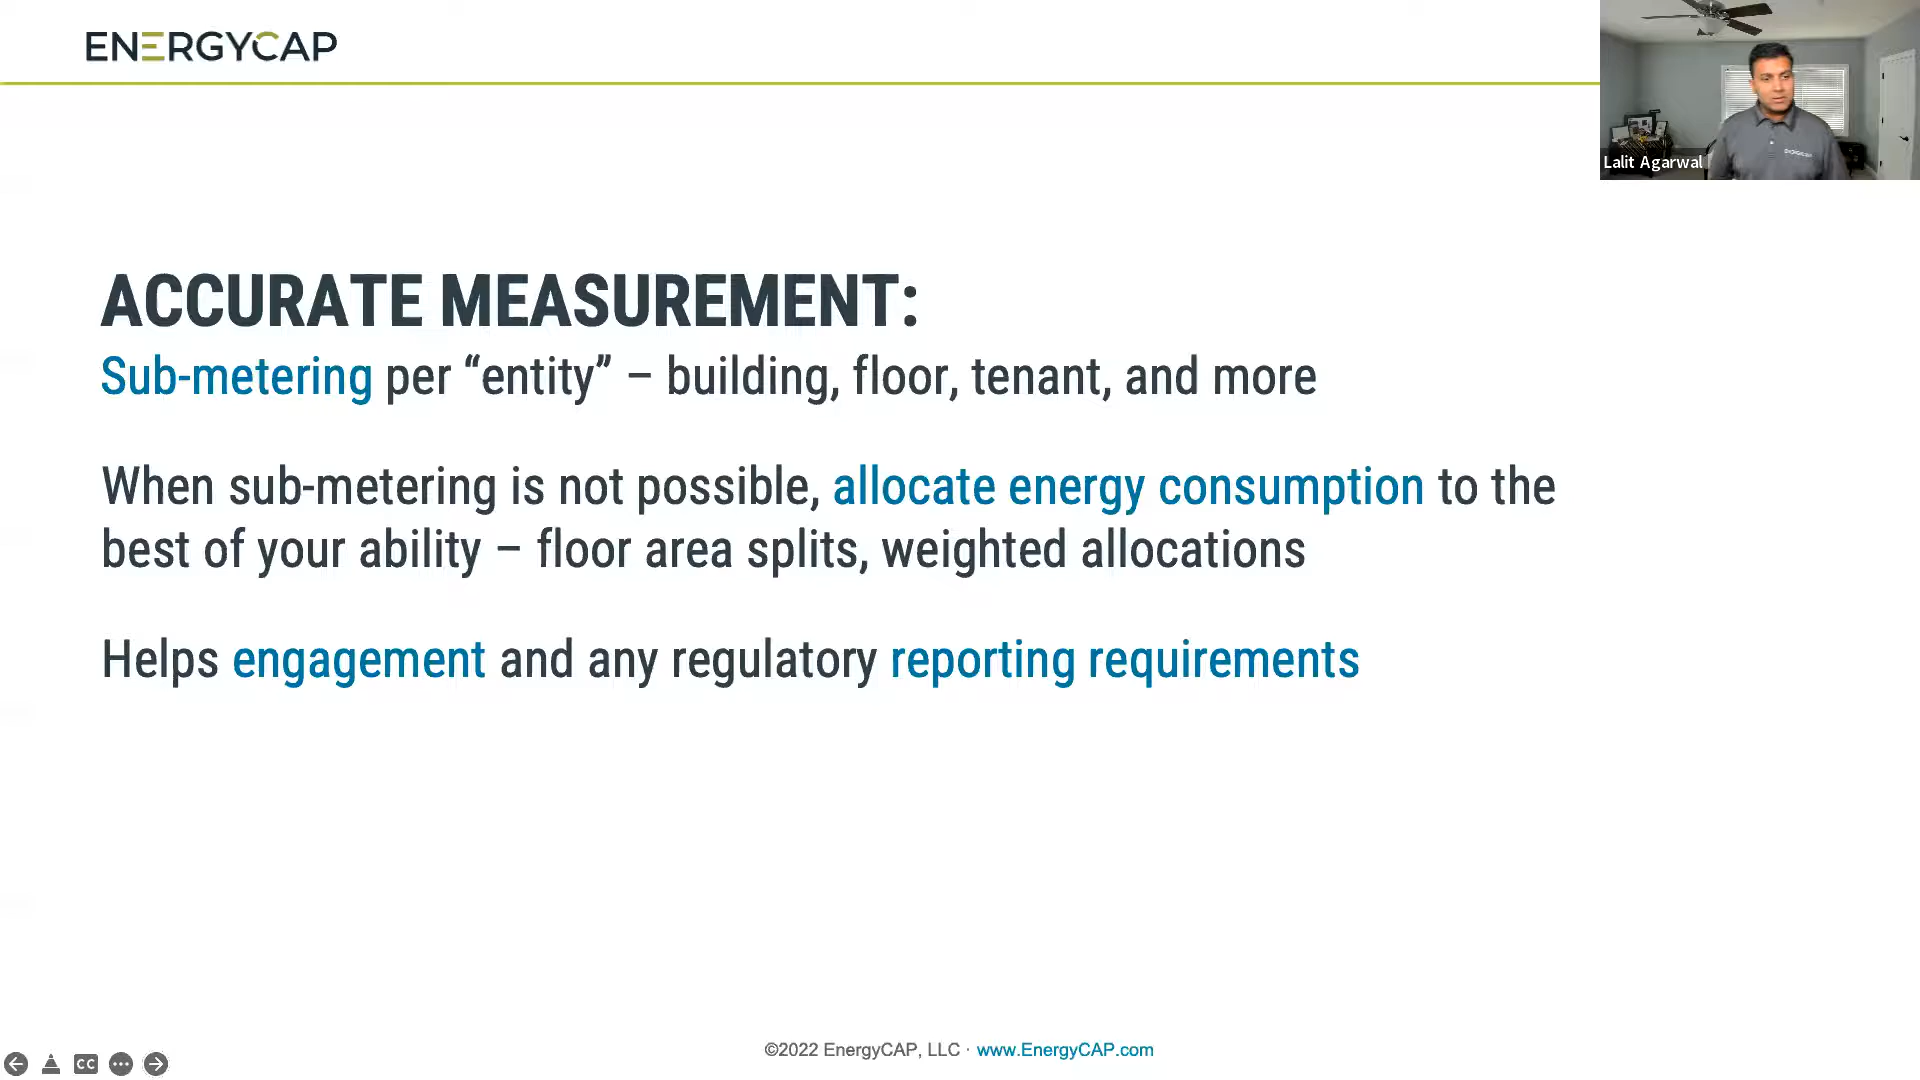 ENERGYCAP
Lalit Agarwal
ACCURATE MEASUREMENT:
Sub-metering per “entity” – building, floor, tenant, and more
When sub-metering is not possible, allocate energy consumption to the
best of your ability – floor area splits, weighted allocations
Helps engagement and any regulatory reporting requirements
©2022 EnergyCAP, LLC · www.EnergyCAP.com
CC